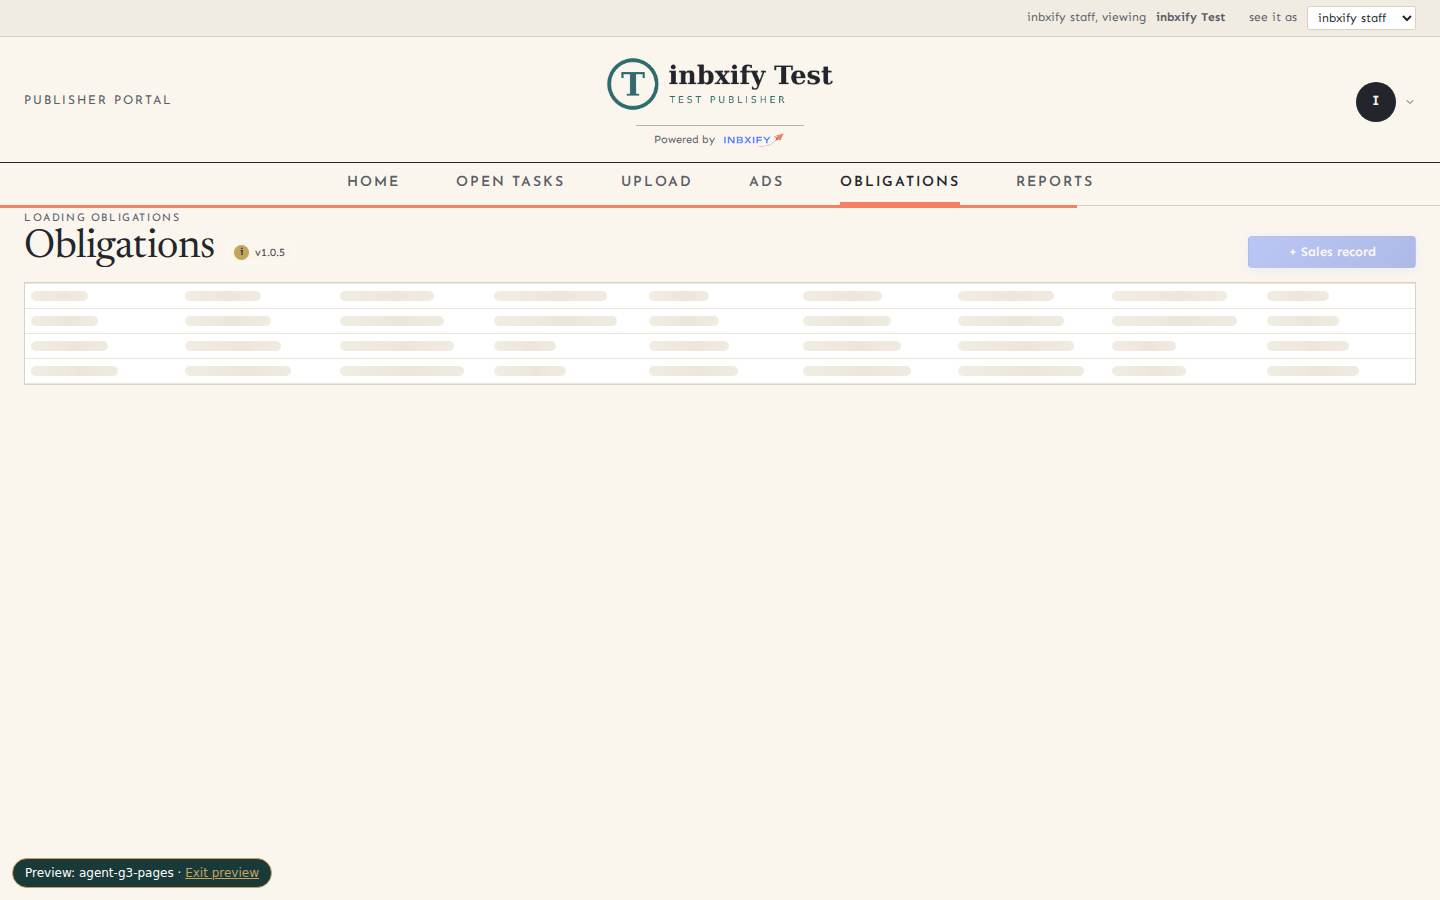 inbxify staff, viewing inbxify Test see it as inbxify staff
PUBLISHER PORTAL
T
inbxify Test
TEST PUBLISHER
Powered by INBXIFY
I
HOME OPEN TASKS UPLOAD ADS OBLIGATIONS REPORTS
LOADING OBLIGATIONS
Obligations i v1.0.5
+ Sales record
Preview: agent-g3-pages · Exit preview